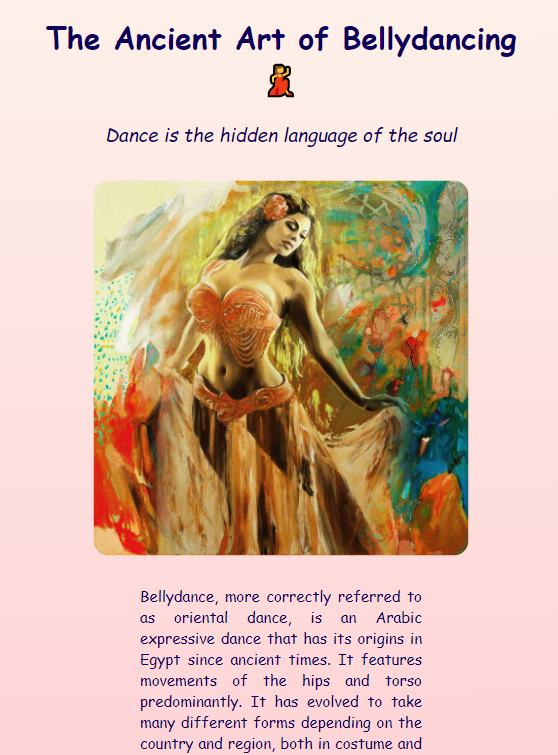 The Ancient Art of Bellydancing
💃
Dance is the hidden language of the soul
Bellydance, more correctly referred to
as oriental dance, is an Arabic
expressive dance that has its origins in
Egypt since ancient times. It features
movements of the hips and torso
predominantly. It has evolved to take
many different forms depending on the
country and region, both in costume and